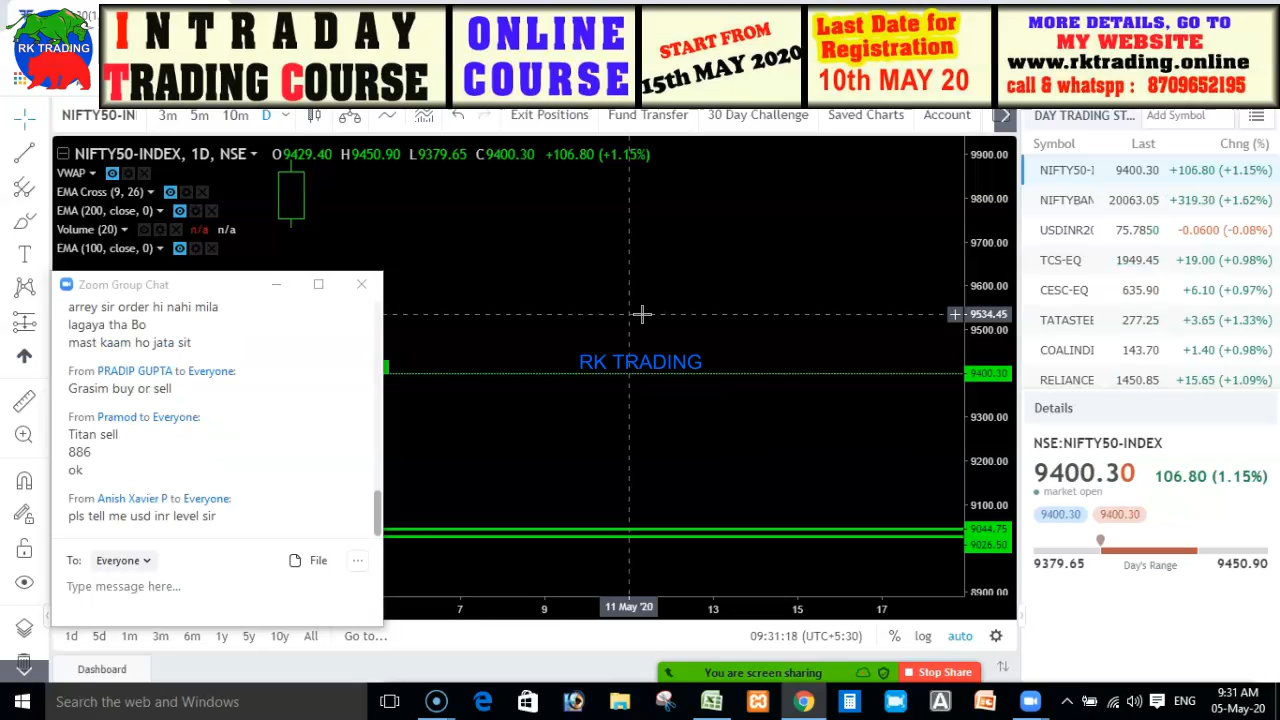 RK TRADING
INTRADAY
TRADING COURSE
ONLINE
COURSE
START FROM
15th MAY 2020
Last Date for
Registration
10th MAY 20
MORE DETAILS, GO TO
MY WEBSITE
www.rktrading.online
call & whatsapp : 8709652195
NIFTY50-IN 3m 5m 10m D Exit Positions Fund Transfer 30 Day Challenge Saved Charts Account
DAY TRADING ST... Add Symbol
NIFTY50-INDEX, 1D, NSE O9429.40 H9450.90 L9379.65 C9400.30 +106.80 (+1.15%)
VWAP
EMA Cross (9, 26)
EMA (200, close, 0)
Volume (20) n/a n/a
EMA (100, close, 0)
Zoom Group Chat
arrey sir order hi nahi mila
lagaya tha Bo
mast kaam ho jata sit
From PRADIP GUPTA to Everyone:
Grasim buy or sell
From Pramod to Everyone:
Titan sell
886
ok
From Anish Xavier P to Everyone:
pls tell me usd inr level sir
To: Everyone File ...
Type message here...
RK TRADING
9900.00
9800.00
9700.00
9600.00
9534.45
9500.00
9400.30
9300.00
9200.00
9100.00
9044.75
9026.50
8900.00
7 9 11 May '20 13 15 17
1d 5d 1m 3m 6m 1y 5y 10y All Go to... 09:31:18 (UTC+5:30) % log auto
Dashboard
You are screen sharing Stop Share
Symbol Last Chng (%)
NIFTY50-I 9400.30 +106.80 (+1.15%)
NIFTYBAN 20063.05 +319.30 (+1.62%)
USDINR20 75.7850 -0.0600 (-0.08%)
TCS-EQ 1949.45 +19.00 (+0.98%)
CESC-EQ 635.90 +6.10 (+0.97%)
TATASTEE 277.25 +3.65 (+1.33%)
COALINDI 143.70 +1.40 (+0.98%)
RELIANCE 1450.85 +15.65 (+1.09%)
Details
NSE:NIFTY50-INDEX
9400.30 106.80 (1.15%)
market open
9400.30 9400.30
9379.65 Day's Range 9450.90
Search the web and Windows
ENG
9:31 AM
05-May-20